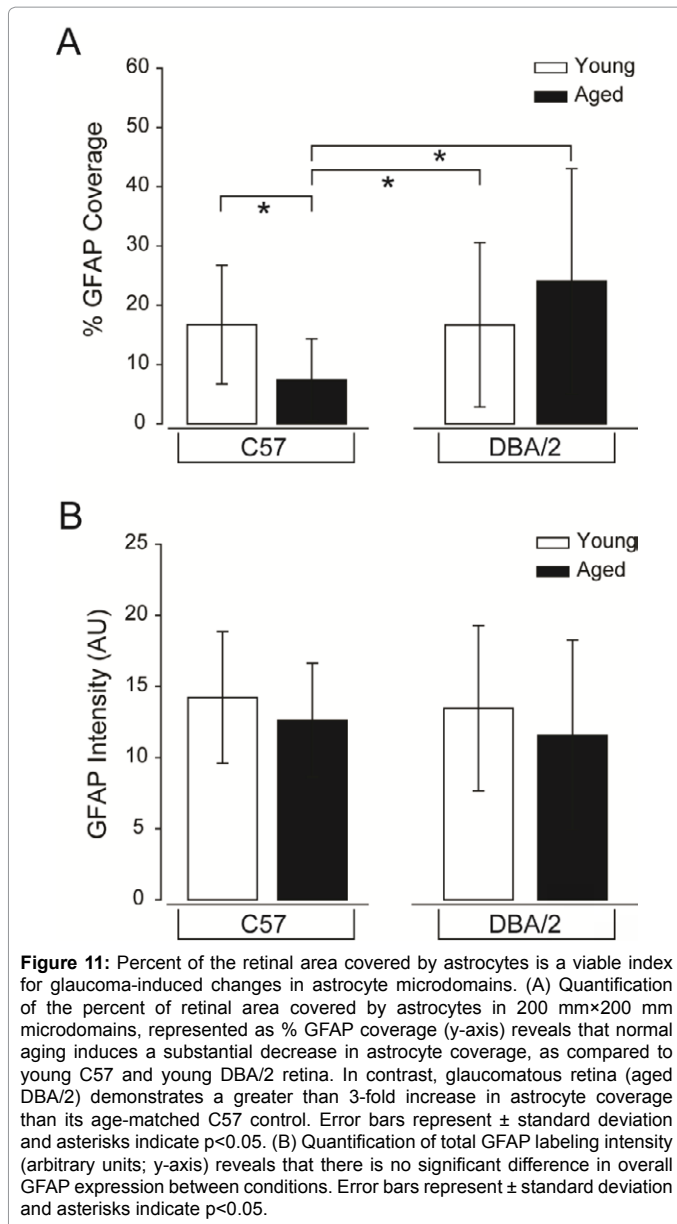 A
60
50
40
30
20
10
0
% GFAP Coverage
Young
Aged
*
*
*
C57
DBA/2
B
25
20
15
10
5
0
GFAP Intensity (AU)
Young
Aged
C57
DBA/2
Figure 11: Percent of the retinal area covered by astrocytes is a viable index
for glaucoma-induced changes in astrocyte microdomains. (A) Quantification
of the percent of retinal area covered by astrocytes in 200 mm×200 mm
microdomains, represented as % GFAP coverage (y-axis) reveals that normal
aging induces a substantial decrease in astrocyte coverage, as compared to
young C57 and young DBA/2 retina. In contrast, glaucomatous retina (aged
DBA/2) demonstrates a greater than 3-fold increase in astrocyte coverage
than its age-matched C57 control. Error bars represent ± standard deviation
and asterisks indicate p<0.05. (B) Quantification of total GFAP labeling intensity
(arbitrary units; y-axis) reveals that there is no significant difference in overall
GFAP expression between conditions. Error bars represent ± standard deviation
and asterisks indicate p<0.05.